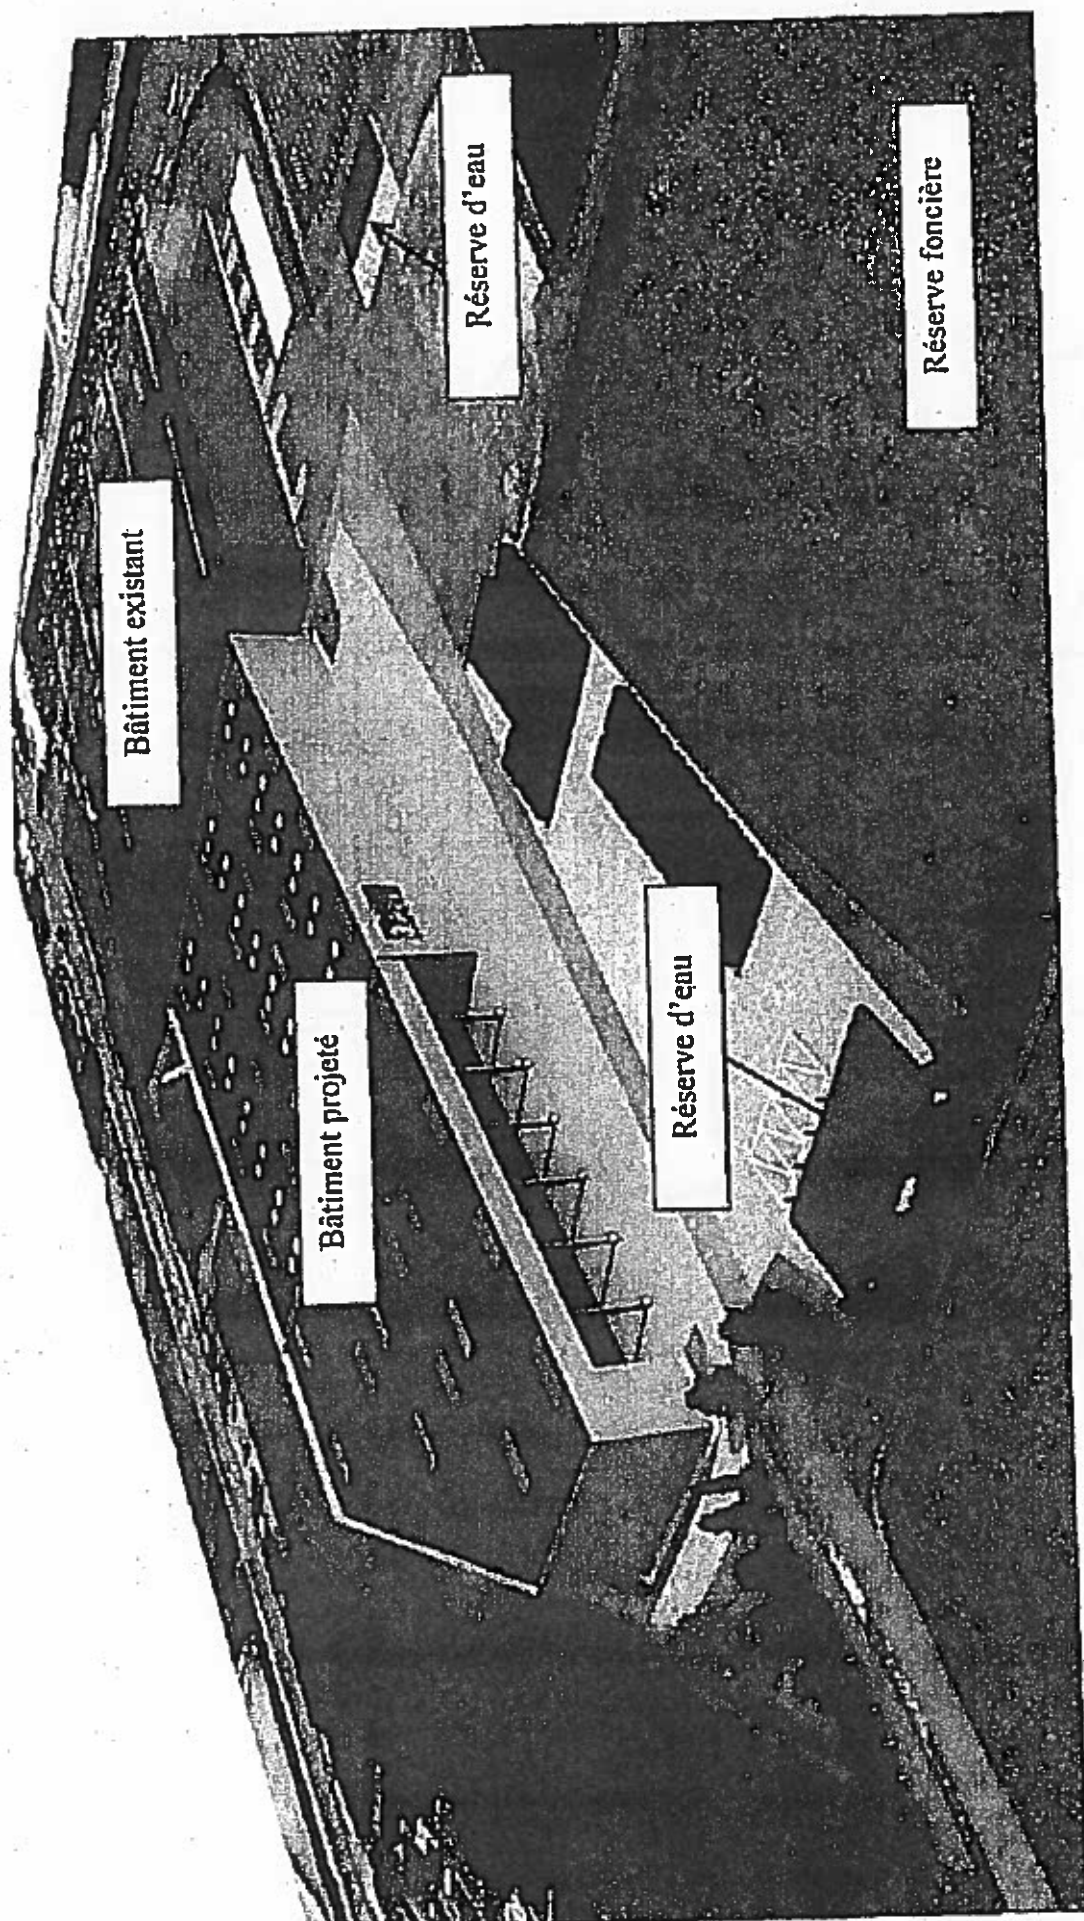 Bâtiment existant
Réserve d'eau
Bâtiment projeté
Réserve d'eau
Réserve foncière